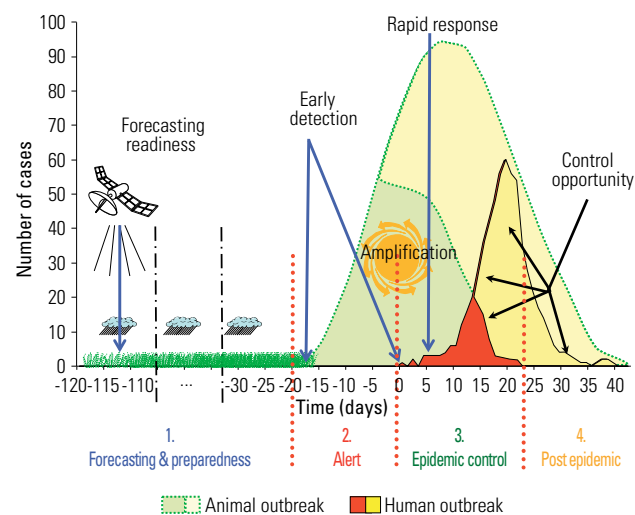 100
90
80
70
60
50
40
30
20
10
0
Number of cases
Forecasting
readiness
Early
detection
Rapid response
Amplification
Control
opportunity
-120 -115 -110 ... -30 -25 -20 -15 -10 -5 0 5 10 15 20 25 30 35 40
Time (days)
1.
Forecasting & preparedness
2.
Alert
3.
Epidemic control
4.
Post epidemic
Animal outbreak
Human outbreak